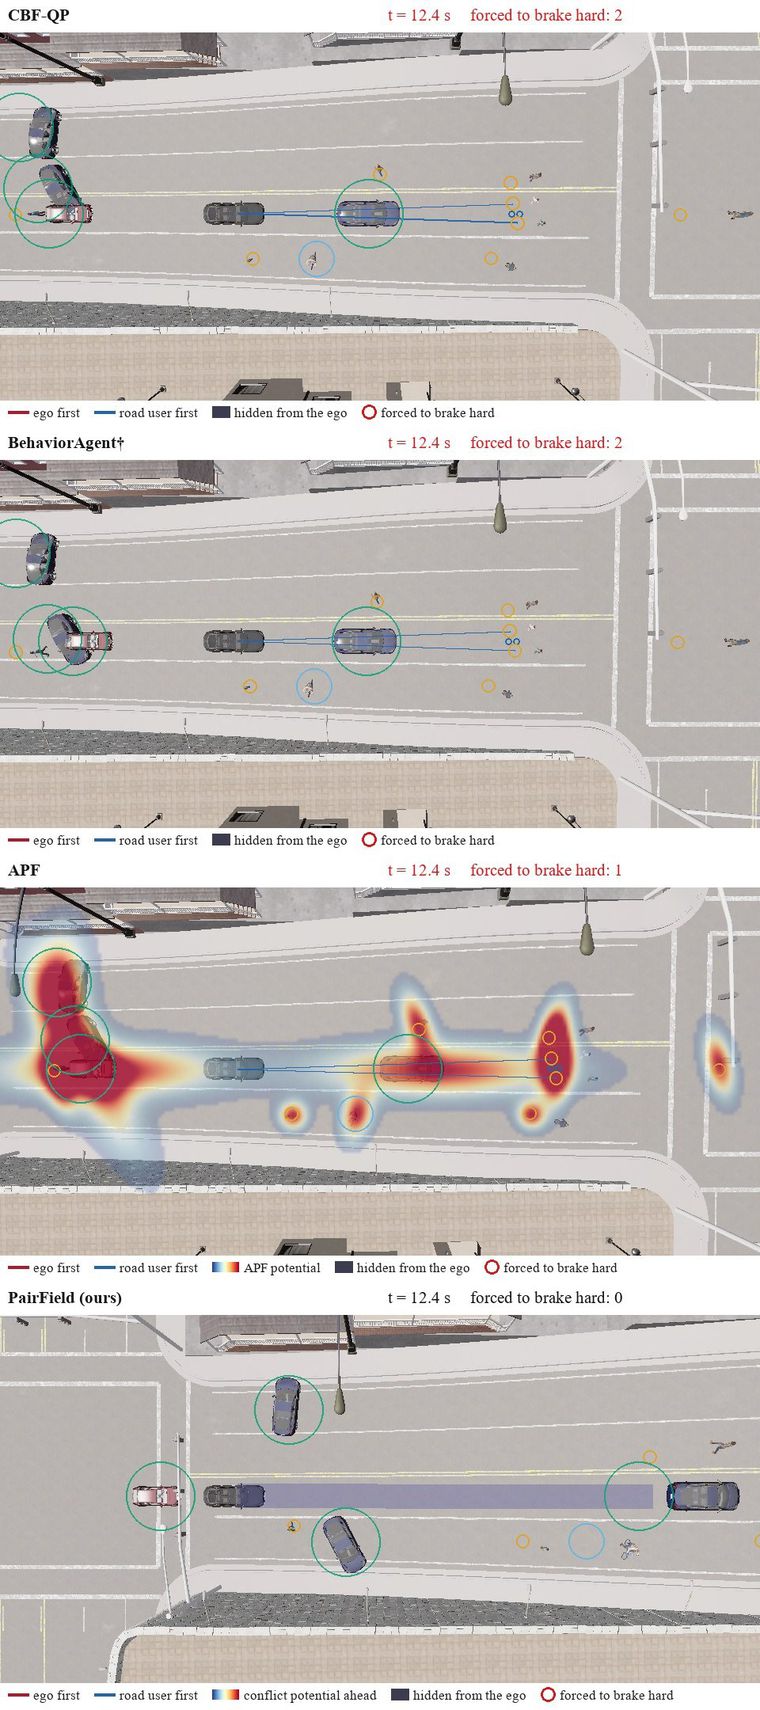 CBF-QP t = 12.4 s forced to brake hard: 2
ego first road user first hidden from the ego forced to brake hard
BehaviorAgent† t = 12.4 s forced to brake hard: 2
ego first road user first hidden from the ego forced to brake hard
APF t = 12.4 s forced to brake hard: 1
ego first road user first APF potential hidden from the ego forced to brake hard
PairField (ours) t = 12.4 s forced to brake hard: 0
ego first road user first conflict potential ahead hidden from the ego forced to brake hard